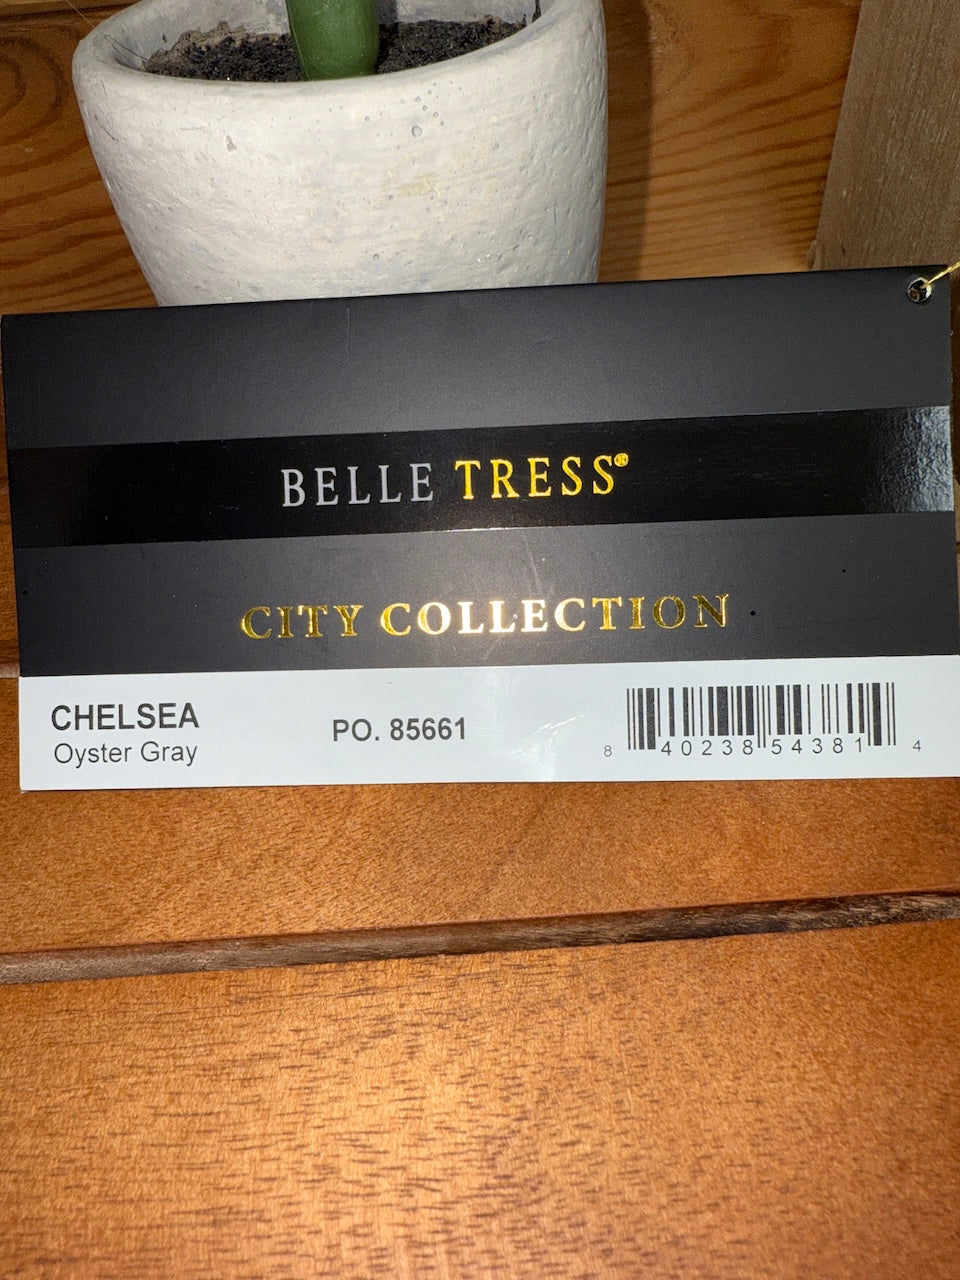 BELLE TRESS®
CITY COLLECTION
CHELSEA
Oyster Gray
PO. 85661
8 40238 54381 4